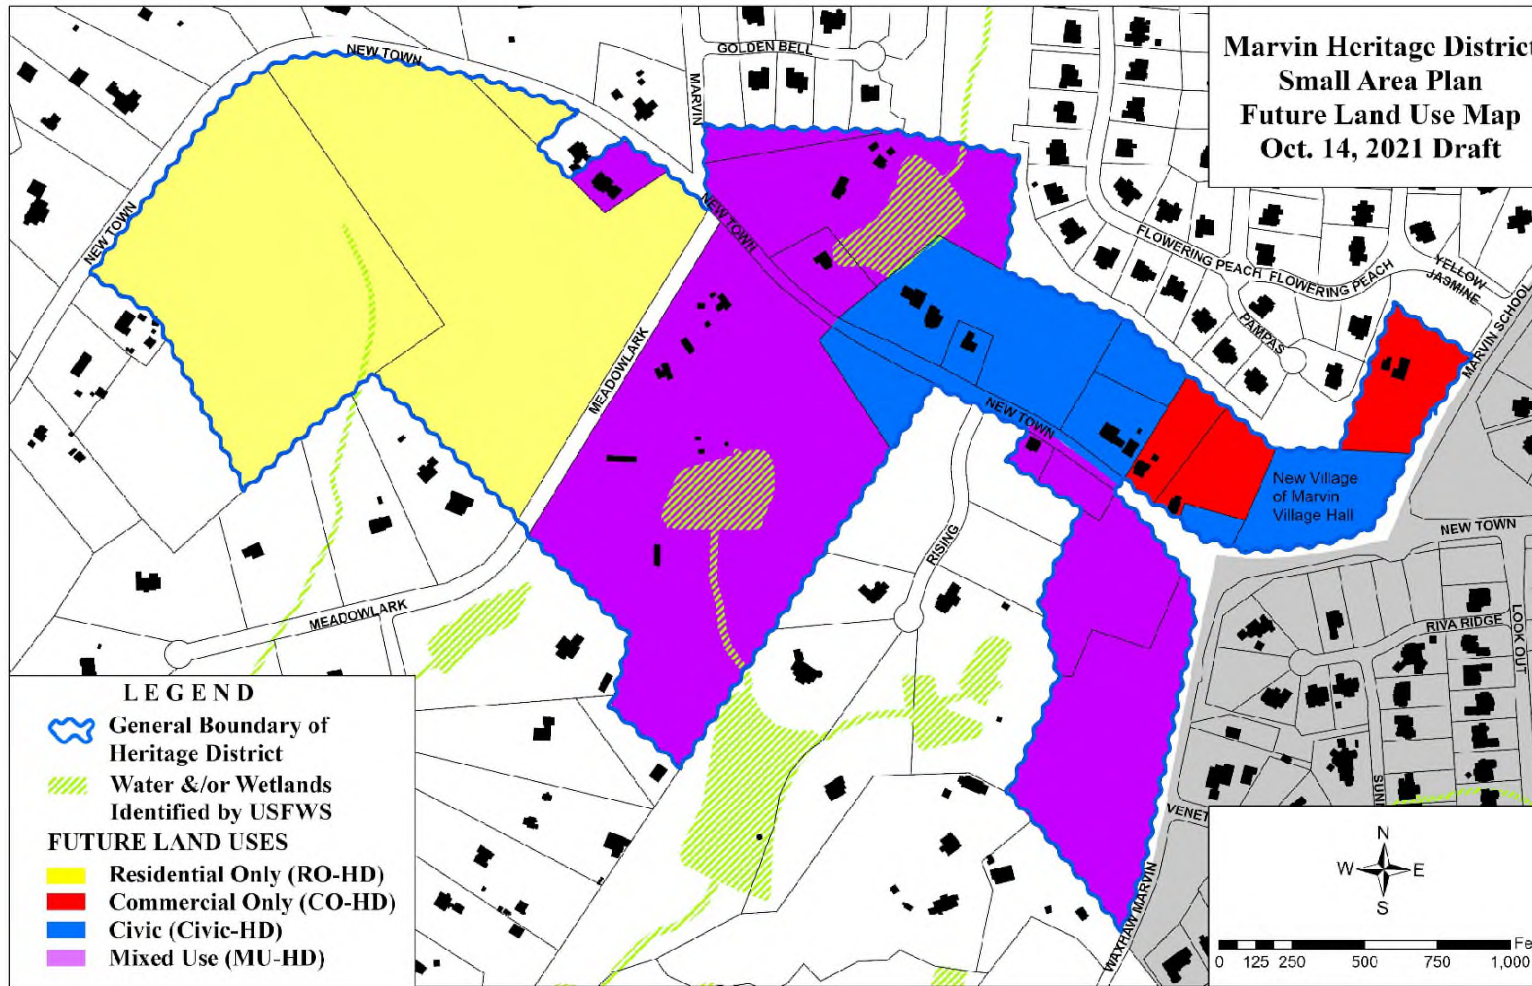 Marvin Heritage District
Small Area Plan
Future Land Use Map
Oct. 14, 2021 Draft
NEW TOWN
GOLDEN BELL
MARVIN
NEW TOWN
NEW TOWN
FLOWERING PEACH
FLOWERING PEACH
YELLOW
JASMINE
MARVIN SCHOOL
PAMPAS
MEADOWLARK
NEW TOWN
New Village
of Marvin
Village Hall
NEW TOWN
RISING
MEADOWLARK
RIVA RIDGE
LOOK OUT
SUN
VENET
WAXHAW MARVIN
LEGEND
General Boundary of
Heritage District
Water &/or Wetlands
Identified by USFWS
FUTURE LAND USES
Residential Only (RO-HD)
Commercial Only (CO-HD)
Civic (Civic-HD)
Mixed Use (MU-HD)
N
W E
S
Fe
0 125 250 500 750 1,000